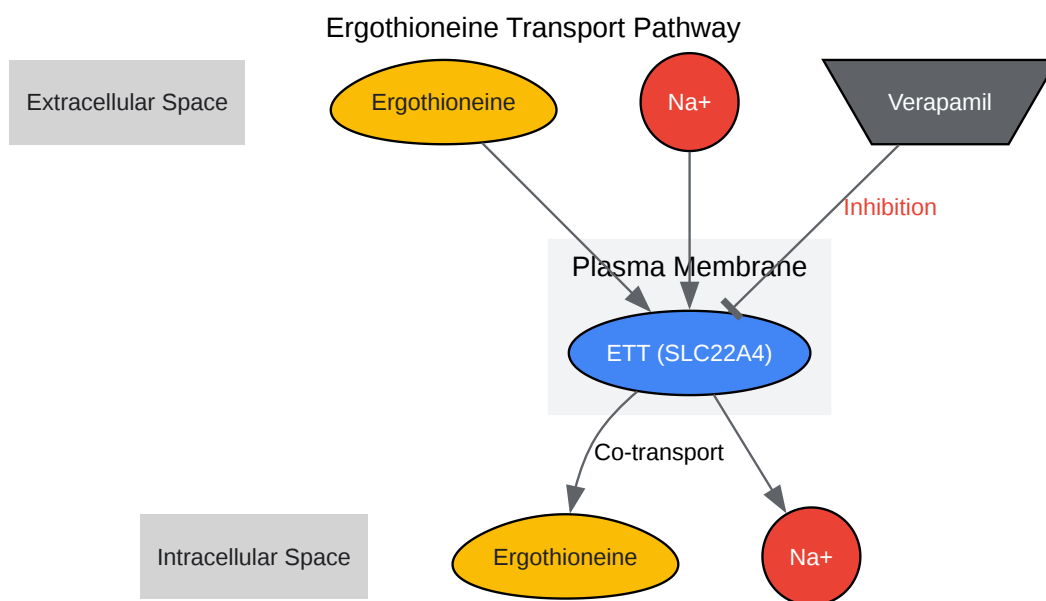 Ergothioneine Transport Pathway
Extracellular Space
Ergothioneine
Na+
Verapamil
Inhibition
Plasma Membrane
ETT (SLC22A4)
Co-transport
Intracellular Space
Ergothioneine
Na+